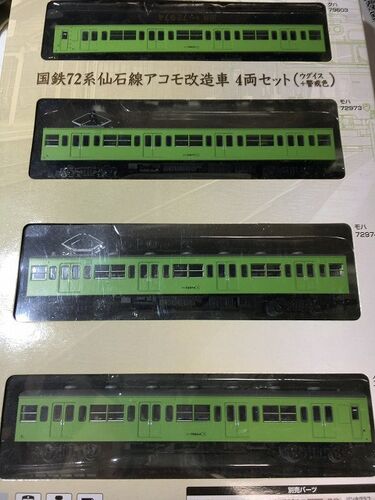 クハ
79603
国鉄72系仙石線アコモ改造車 4両セット(ウグイス+警戒色)
モハ
72973
モハ
7297
ク
別売パーツ